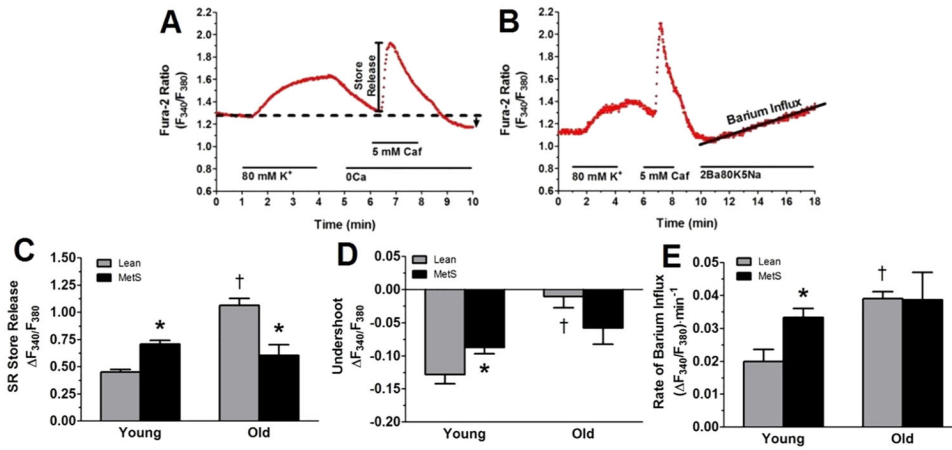 A
Fura-2 Ratio
(F340/F380)
2.2
2.0
1.8
1.6
1.4
1.2
1.0
0.8
0.6
Store
Release
5 mM Caf
80 mM K+
0Ca
0 1 2 3 4 5 6 7 8 9 10
Time (min)
B
Fura-2 Ratio
(F340/F380)
2.2
2.0
1.8
1.6
1.4
1.2
1.0
0.8
0.6
Barium Influx
80 mM K+
5 mM Caf
2Ba80K5Na
0 2 4 6 8 10 12 14 16 18
Time (min)
C
SR Store Release
ΔF340/F380
1.50
1.25
1.00
0.75
0.50
0.25
0.00
Lean
MetS
*
†
*
Young
Old
D
Undershoot
ΔF340/F380
0.05
0.00
-0.05
-0.10
-0.15
-0.20
Lean
MetS
*
†
Young
Old
E
Rate of Barium Influx
(ΔF340/F380)·min-1
0.05
0.04
0.03
0.02
0.01
0.00
Lean
MetS
*
†
Young
Old